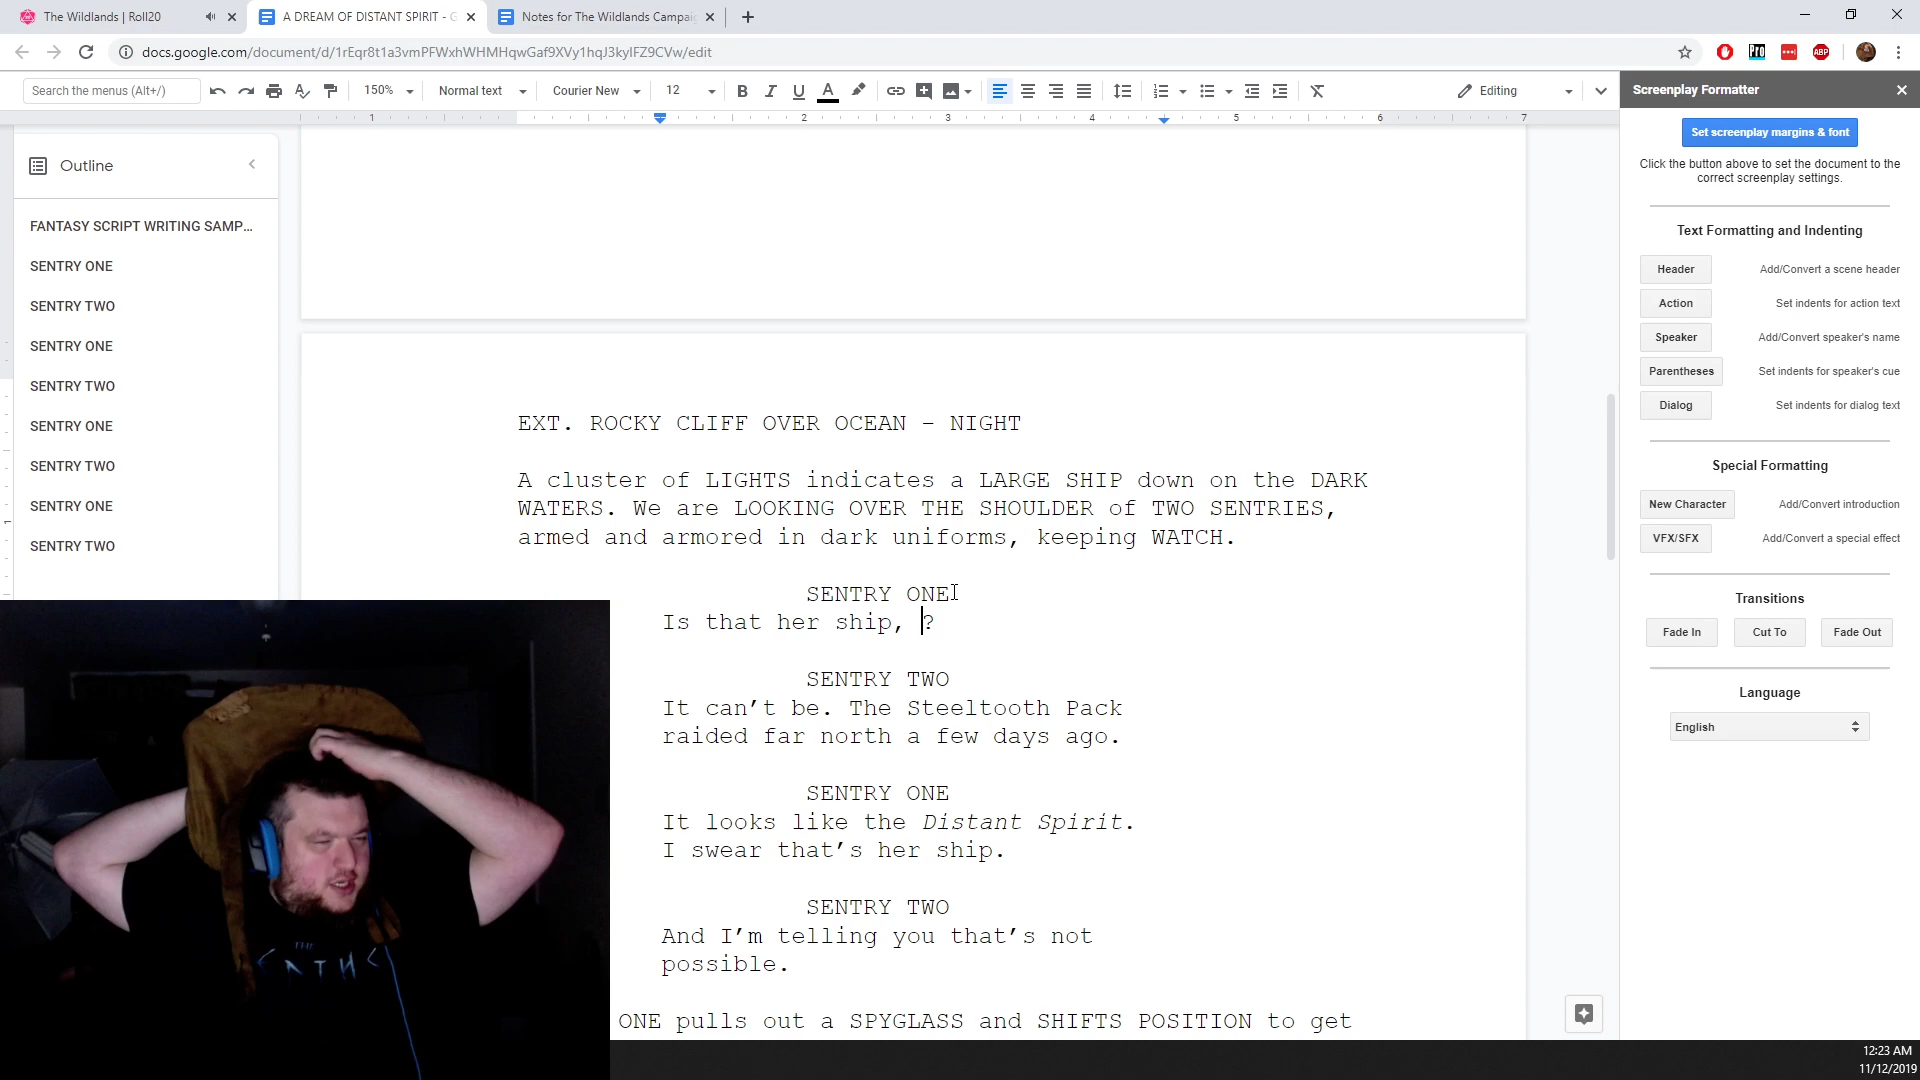 The Wildlands | Roll20
A DREAM OF DISTANT SPIRIT - G
Notes for The Wildlands Campai
docs.google.com/document/d/1rEqr8t1a3vmPFWxhWHMHqwGaf9XVy1hqJ3kyIFZ9CVw/edit
Search the menus (Alt+/)
150%
Normal text
Courier New
12
Editing
1 2 3 4 5 6 7
Outline
FANTASY SCRIPT WRITING SAMP...
SENTRY ONE
SENTRY TWO
SENTRY ONE
SENTRY TWO
SENTRY ONE
SENTRY TWO
SENTRY ONE
SENTRY TWO
EXT. ROCKY CLIFF OVER OCEAN – NIGHT
A cluster of LIGHTS indicates a LARGE SHIP down on the DARK
WATERS. We are LOOKING OVER THE SHOULDER of TWO SENTRIES,
armed and armored in dark uniforms, keeping WATCH.
SENTRY ONE
Is that her ship, ?
SENTRY TWO
It can’t be. The Steeltooth Pack
raided far north a few days ago.
SENTRY ONE
It looks like the Distant Spirit.
I swear that’s her ship.
SENTRY TWO
And I’m telling you that’s not
possible.
ONE pulls out a SPYGLASS and SHIFTS POSITION to get
Screenplay Formatter
Set screenplay margins & font
Click the button above to set the document to the
correct screenplay settings.
Text Formatting and Indenting
Header Add/Convert a scene header
Action Set indents for action text
Speaker Add/Convert speaker's name
Parentheses Set indents for speaker's cue
Dialog Set indents for dialog text
Special Formatting
New Character Add/Convert introduction
VFX/SFX Add/Convert a special effect
Transitions
Fade In Cut To Fade Out
Language
English
12:23 AM
11/12/2019